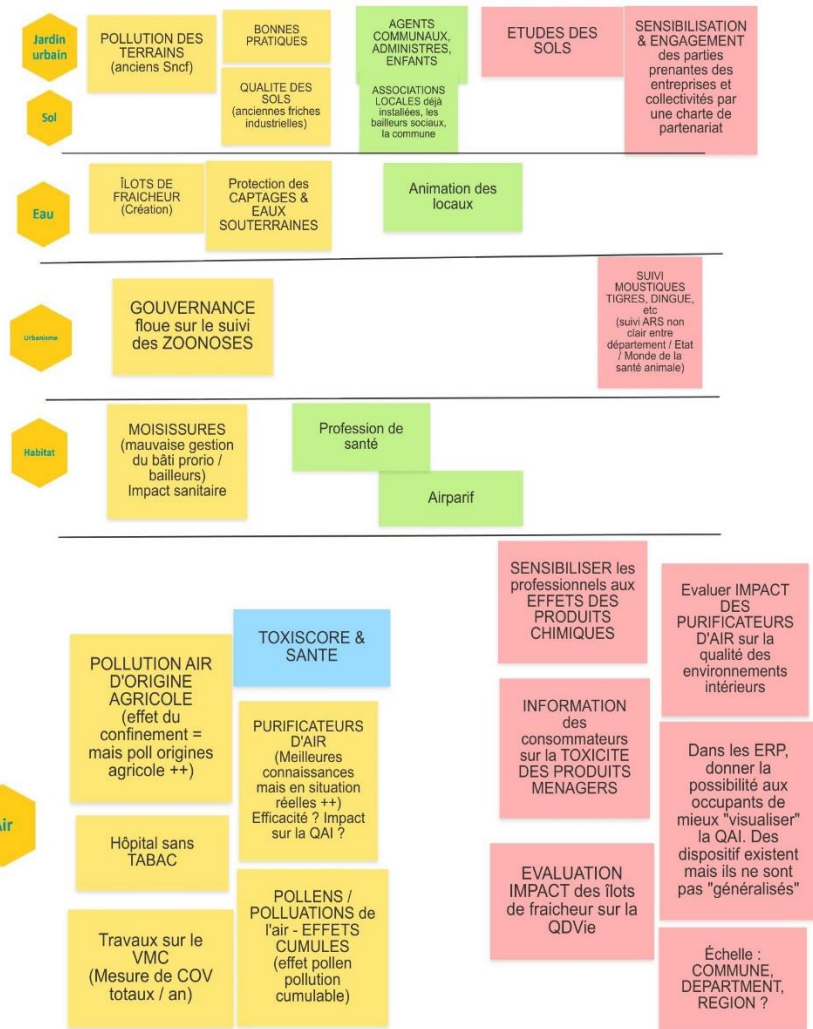 Jardin
urbain
POLLUTION DES
TERRAINS
(anciens Sncf)
BONNES
PRATIQUES
AGENTS
COMMUNAUX,
ADMINISTRES,
ENFANTS
ETUDES DES
SOLS
SENSIBILISATION
& ENGAGEMENT
des parties
prenantes des
entreprises et
collectivités par
une charte de
partenariat
Sol
QUALITE DES
SOLS
(anciennes friches
industrielles)
ASSOCIATIONS
LOCALES déjà
installées, les
bailleurs sociaux,
la commune
Eau
ÎLOTS DE
FRAICHEUR
(Création)
Protection des
CAPTAGES &
EAUX
SOUTERRAINES
Animation des
locaux
Urbanisme
GOUVERNANCE
floue sur le suivi
des ZOONOSES
SUIVI
MOUSTIQUES
TIGRES, DINGUE,
etc
(suivi ARS non
clair entre
département / Etat
/ Monde de la
santé animale)
Habitat
MOISISSURES
(mauvaise gestion
du bâti prorio /
bailleurs)
Impact sanitaire
Profession de
santé
Airparif
Air
POLLUTION AIR
D'ORIGINE
AGRICOLE
(effet du
confinement =
mais poll origines
agricole ++)
TOXISCORE &
SANTE
PURIFICATEURS
D'AIR
(Meilleures
connaissances
mais en situation
réelles ++)
Efficacité ? Impact
sur la QAI ?
Hôpital sans
TABAC
Travaux sur le
VMC
(Mesure de COV
totaux / an)
POLLENS /
POLLUATIONS de
l'air - EFFETS
CUMULES
(effet pollen
pollution
cumulable)
SENSIBILISER les
professionnels aux
EFFETS DES
PRODUITS
CHIMIQUES
Evaluer IMPACT
DES
PURIFICATEURS
D'AIR sur la
qualité des
environnements
intérieurs
INFORMATION
des
consommateurs
sur la TOXICITE
DES PRODUITS
MENAGERS
Dans les ERP,
donner la
possibilité aux
occupants de
mieux "visualiser"
la QAI. Des
dispositif existent
mais ils ne sont
pas "généralisés"
EVALUATION
IMPACT des îlots
de fraicheur sur la
QDVie
Échelle :
COMMUNE,
DEPARTMENT,
REGION ?